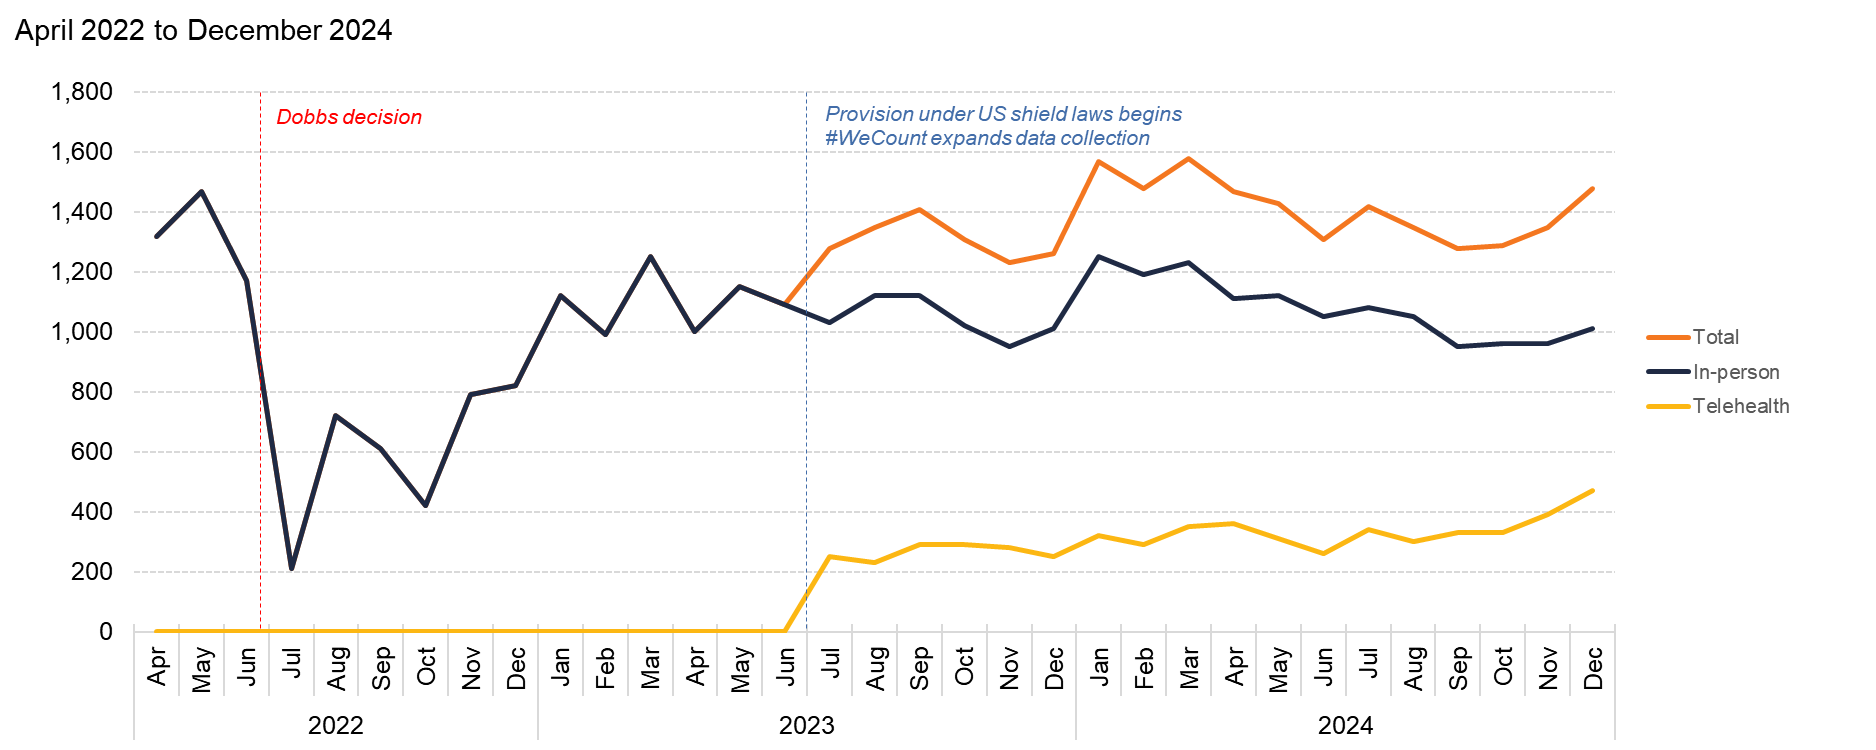 April 2022 to December 2024
1,800
1,600
1,400
1,200
1,000
800
600
400
200
0
Dobbs decision
Provision under US shield laws begins
#WeCount expands data collection
Total
In-person
Telehealth
Apr May Jun Jul Aug Sep Oct Nov Dec Jan Feb Mar Apr May Jun Jul Aug Sep Oct Nov Dec Jan Feb Mar Apr May Jun Jul Aug Sep Oct Nov Dec
2022 2023 2024